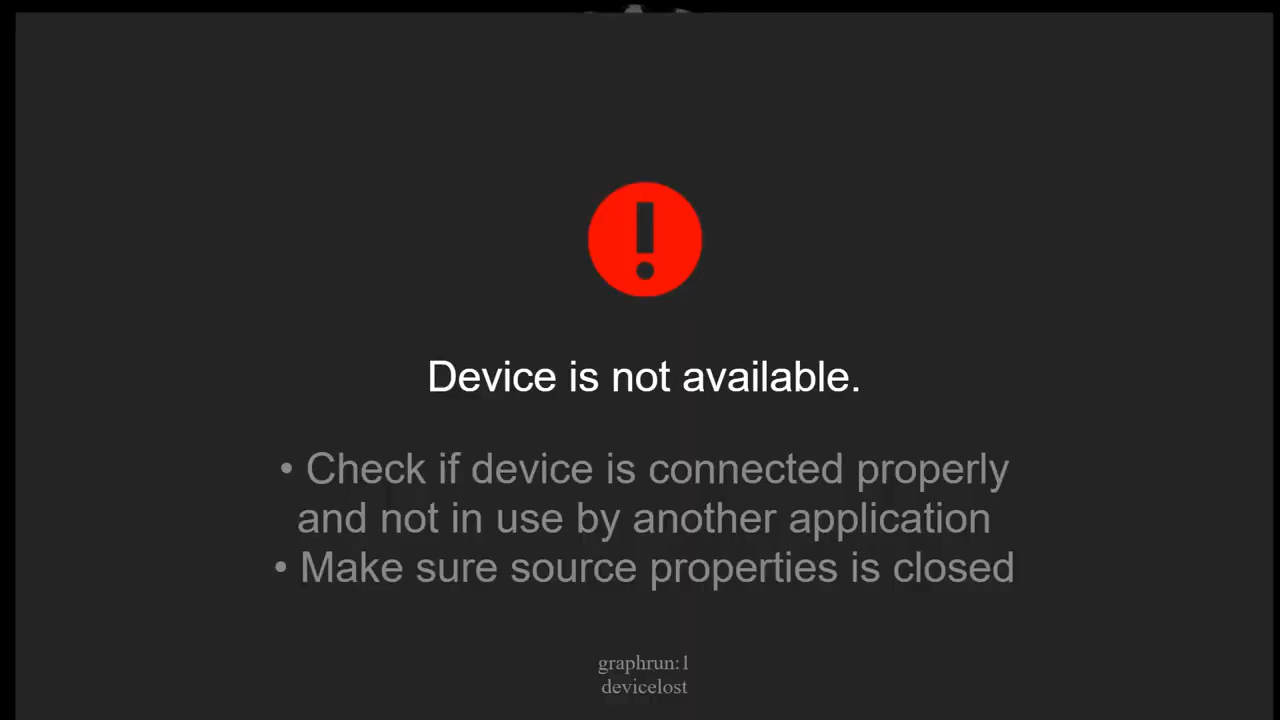 Device is not available.
• Check if device is connected properly
and not in use by another application
• Make sure source properties is closed
graphrun:1
devicelost